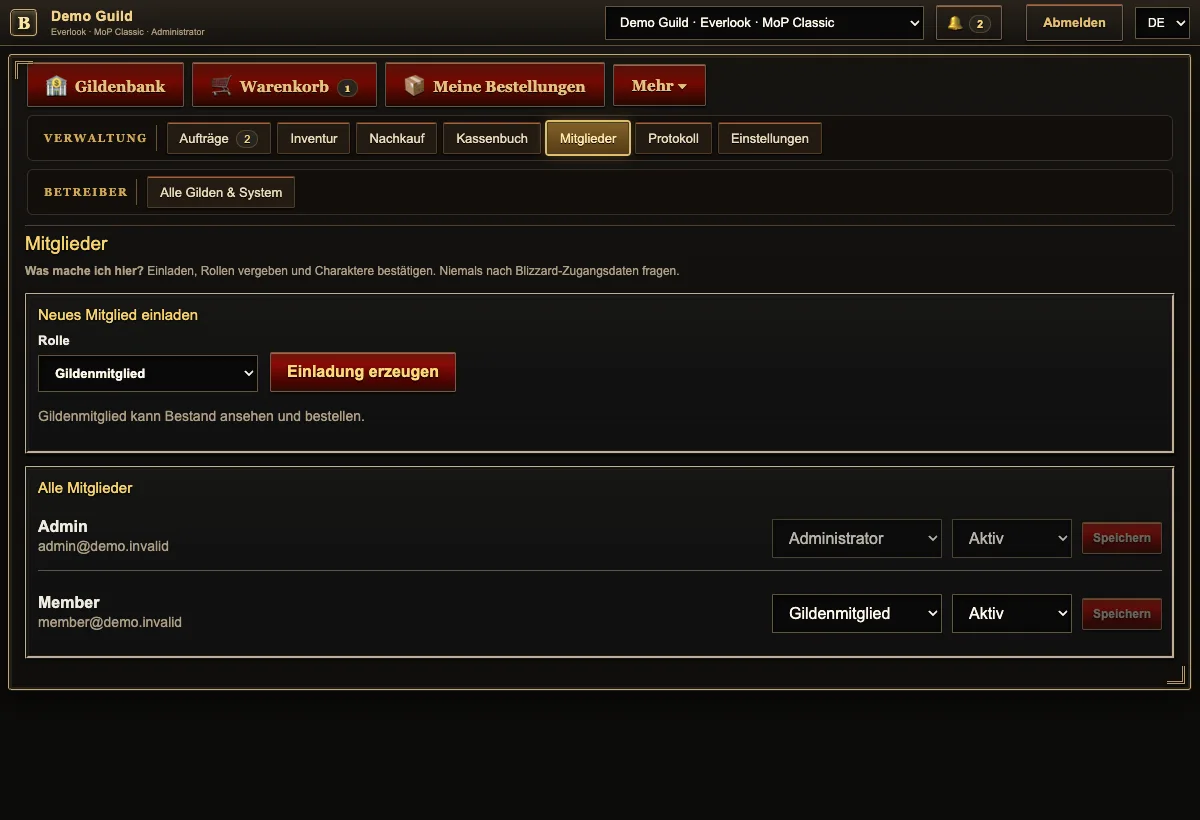 B
Demo Guild
Everlook · MoP Classic · Administrator
Demo Guild · Everlook · MoP Classic
2
Abmelden
DE
Gildenbank
Warenkorb 1
Meine Bestellungen
Mehr
VERWALTUNG
Aufträge 2
Inventur
Nachkauf
Kassenbuch
Mitglieder
Protokoll
Einstellungen
BETREIBER
Alle Gilden & System
Mitglieder
Was mache ich hier? Einladen, Rollen vergeben und Charaktere bestätigen. Niemals nach Blizzard-Zugangsdaten fragen.
Neues Mitglied einladen
Rolle
Gildenmitglied
Einladung erzeugen
Gildenmitglied kann Bestand ansehen und bestellen.
Alle Mitglieder
Admin
admin@demo.invalid
Administrator
Aktiv
Speichern
Member
member@demo.invalid
Gildenmitglied
Aktiv
Speichern